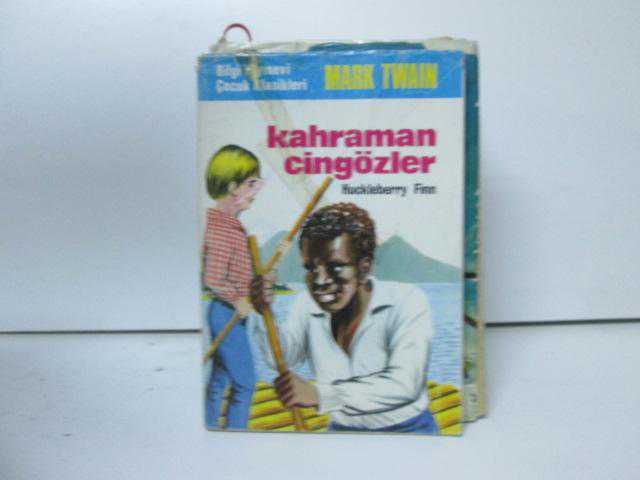 Bilgi Yayınevi
Çocuk Klasikleri
MARK TWAIN
kahraman
cingözler
Huckleberry Finn